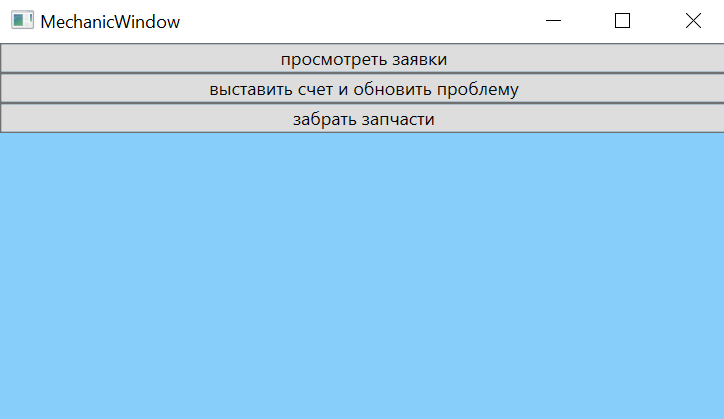 MechanicWindow
просмотреть заявки
выставить счет и обновить проблему
забрать запчасти